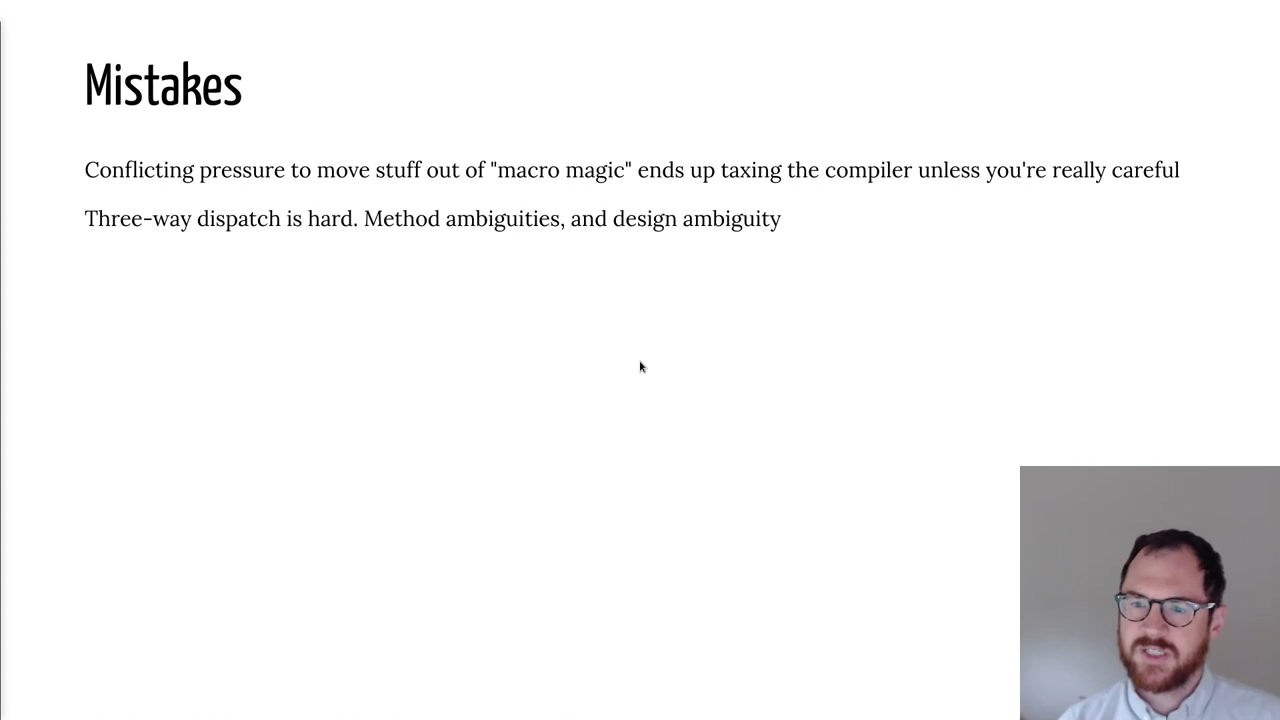 Mistakes
Conflicting pressure to move stuff out of "macro magic" ends up taxing the compiler unless you're really careful
Three-way dispatch is hard. Method ambiguities, and design ambiguity